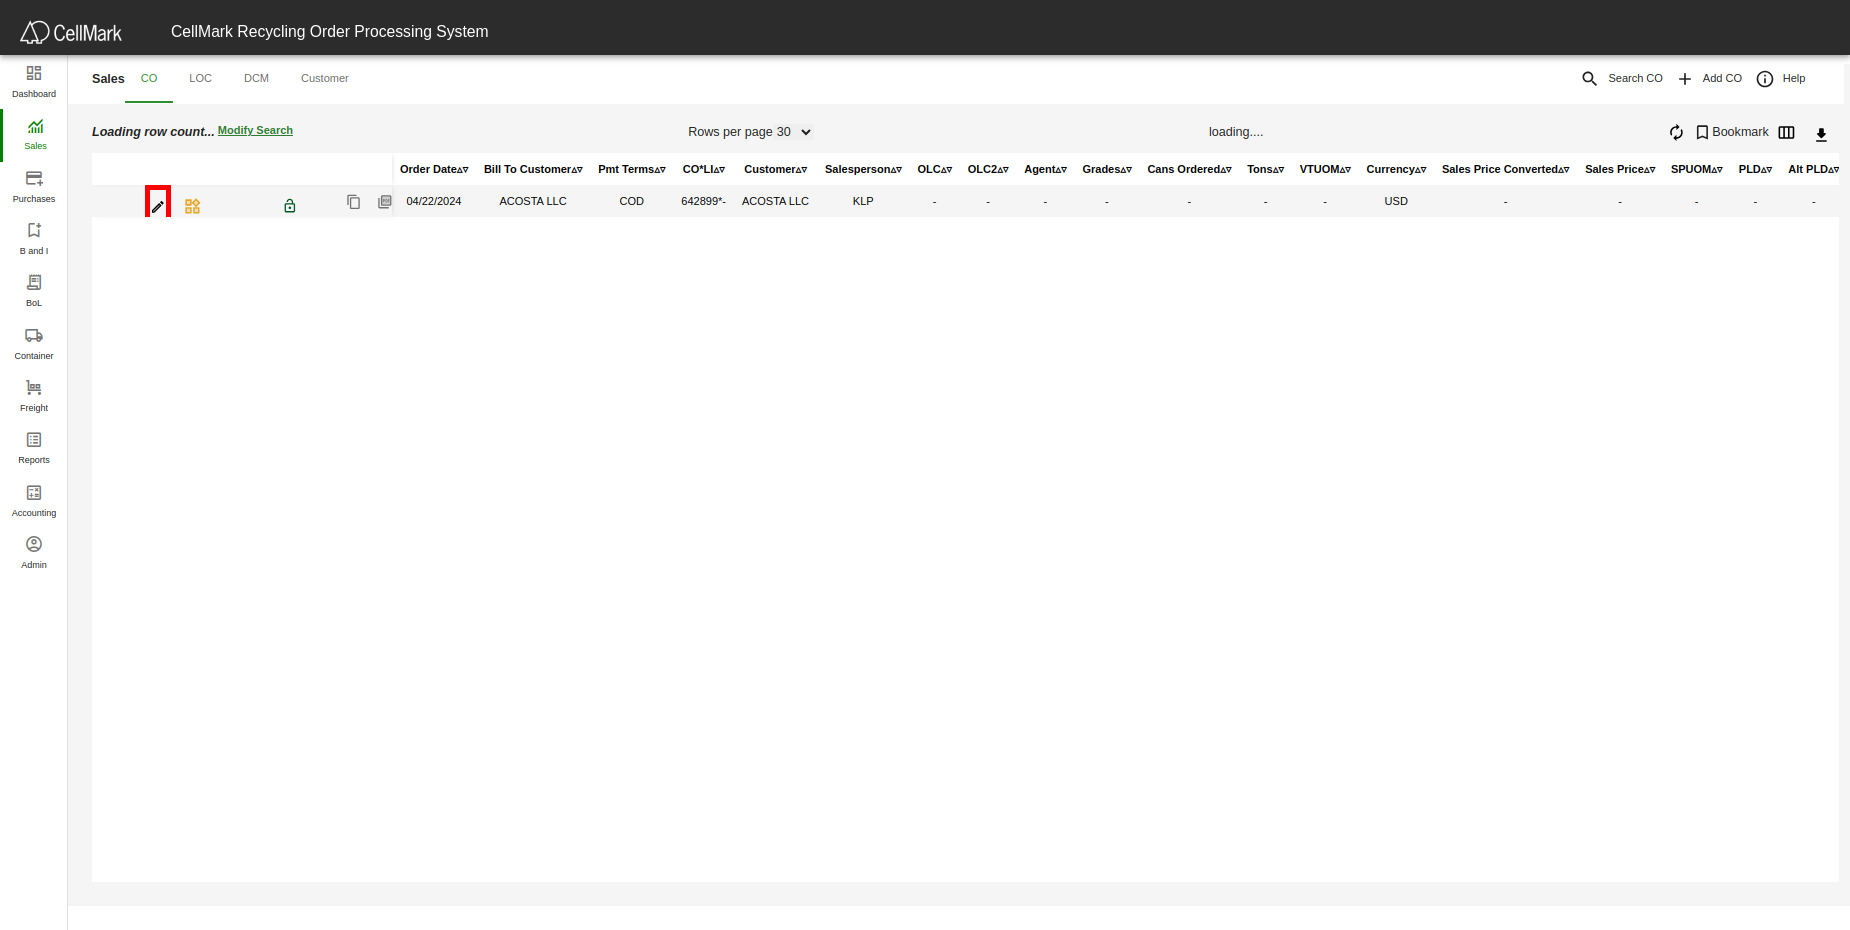 CellMark
CellMark Recycling Order Processing System
Dashboard
Sales
Purchases
B and I
BoL
Container
Freight
Reports
Accounting
Admin
Sales CO LOC DCM Customer
Search CO Add CO Help
Loading row count... Modify Search
Rows per page 30
loading....
Bookmark
Order Date Bill To Customer Pmt Terms CO*LI Customer Salesperson OLC OLC2 Agent Grades Cans Ordered Tons VTUOM Currency Sales Price Converted Sales Price SPUOM PLD Alt PLD
04/22/2024 ACOSTA LLC COD 642899*- ACOSTA LLC KLP - - - - - - - USD - - - - -